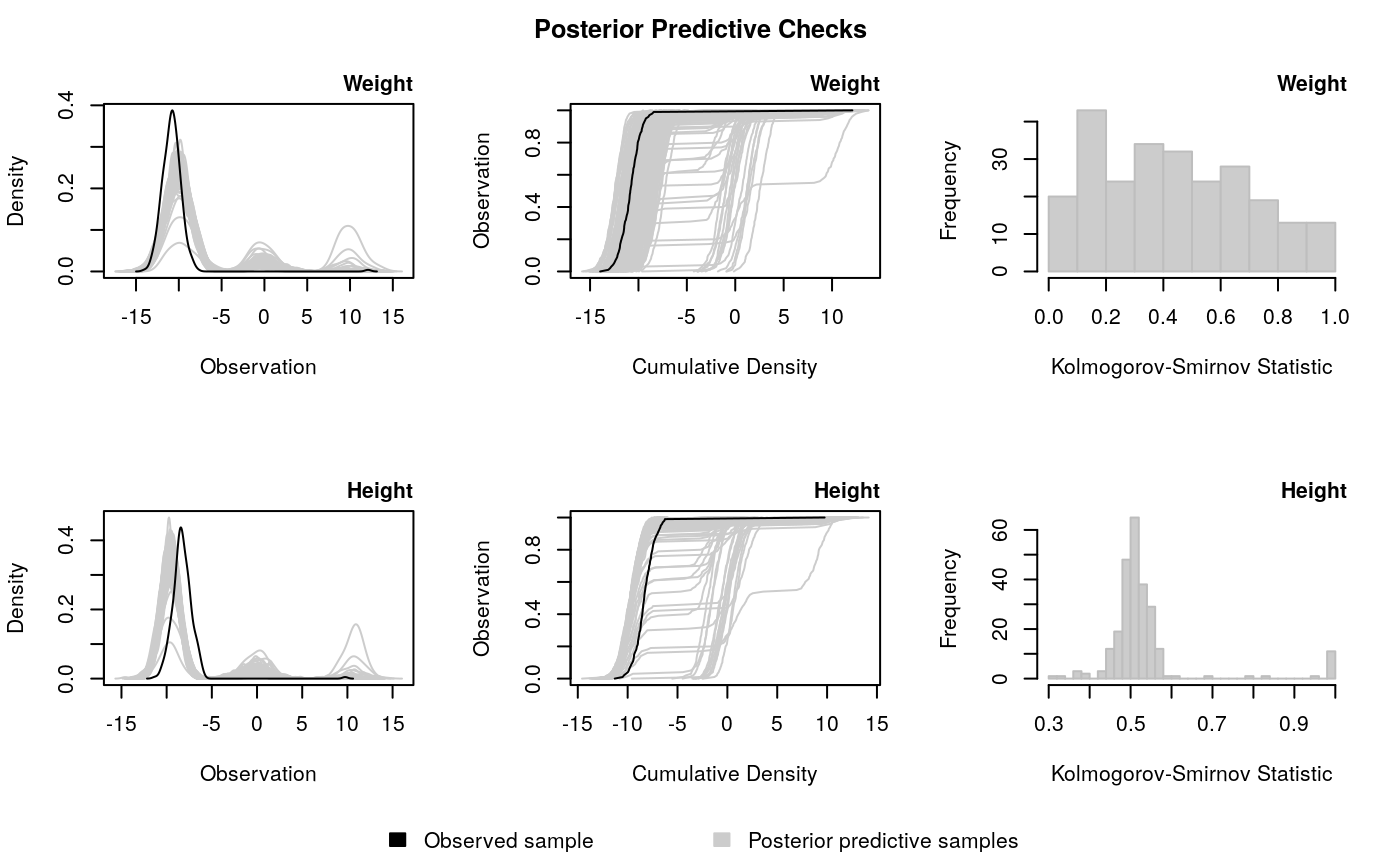 Posterior Predictive Checks
Weight
Density
0.0 0.2 0.4
-15 -5 0 5 10 15
Observation
Weight
Observation
0.0 0.4 0.8
-15 -5 0 5 10
Cumulative Density
Weight
Frequency
0 10 30
0.0 0.2 0.4 0.6 0.8 1.0
Kolmogorov-Smirnov Statistic
Height
Density
0.0 0.2 0.4
-15 -5 0 5 10 15
Observation
Height
Observation
0.0 0.4 0.8
-15 -10 -5 0 5 10 15
Cumulative Density
Height
Frequency
0 20 40 60
0.3 0.5 0.7 0.9
Kolmogorov-Smirnov Statistic
Observed sample
Posterior predictive samples